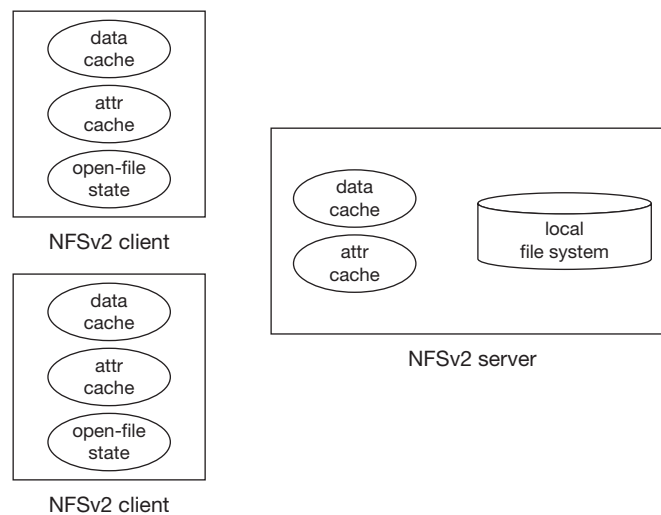 data
cache
attr
cache
open-file
state
NFSv2 client
data
cache
attr
cache
open-file
state
NFSv2 client
data
cache
attr
cache
local
file system
NFSv2 server